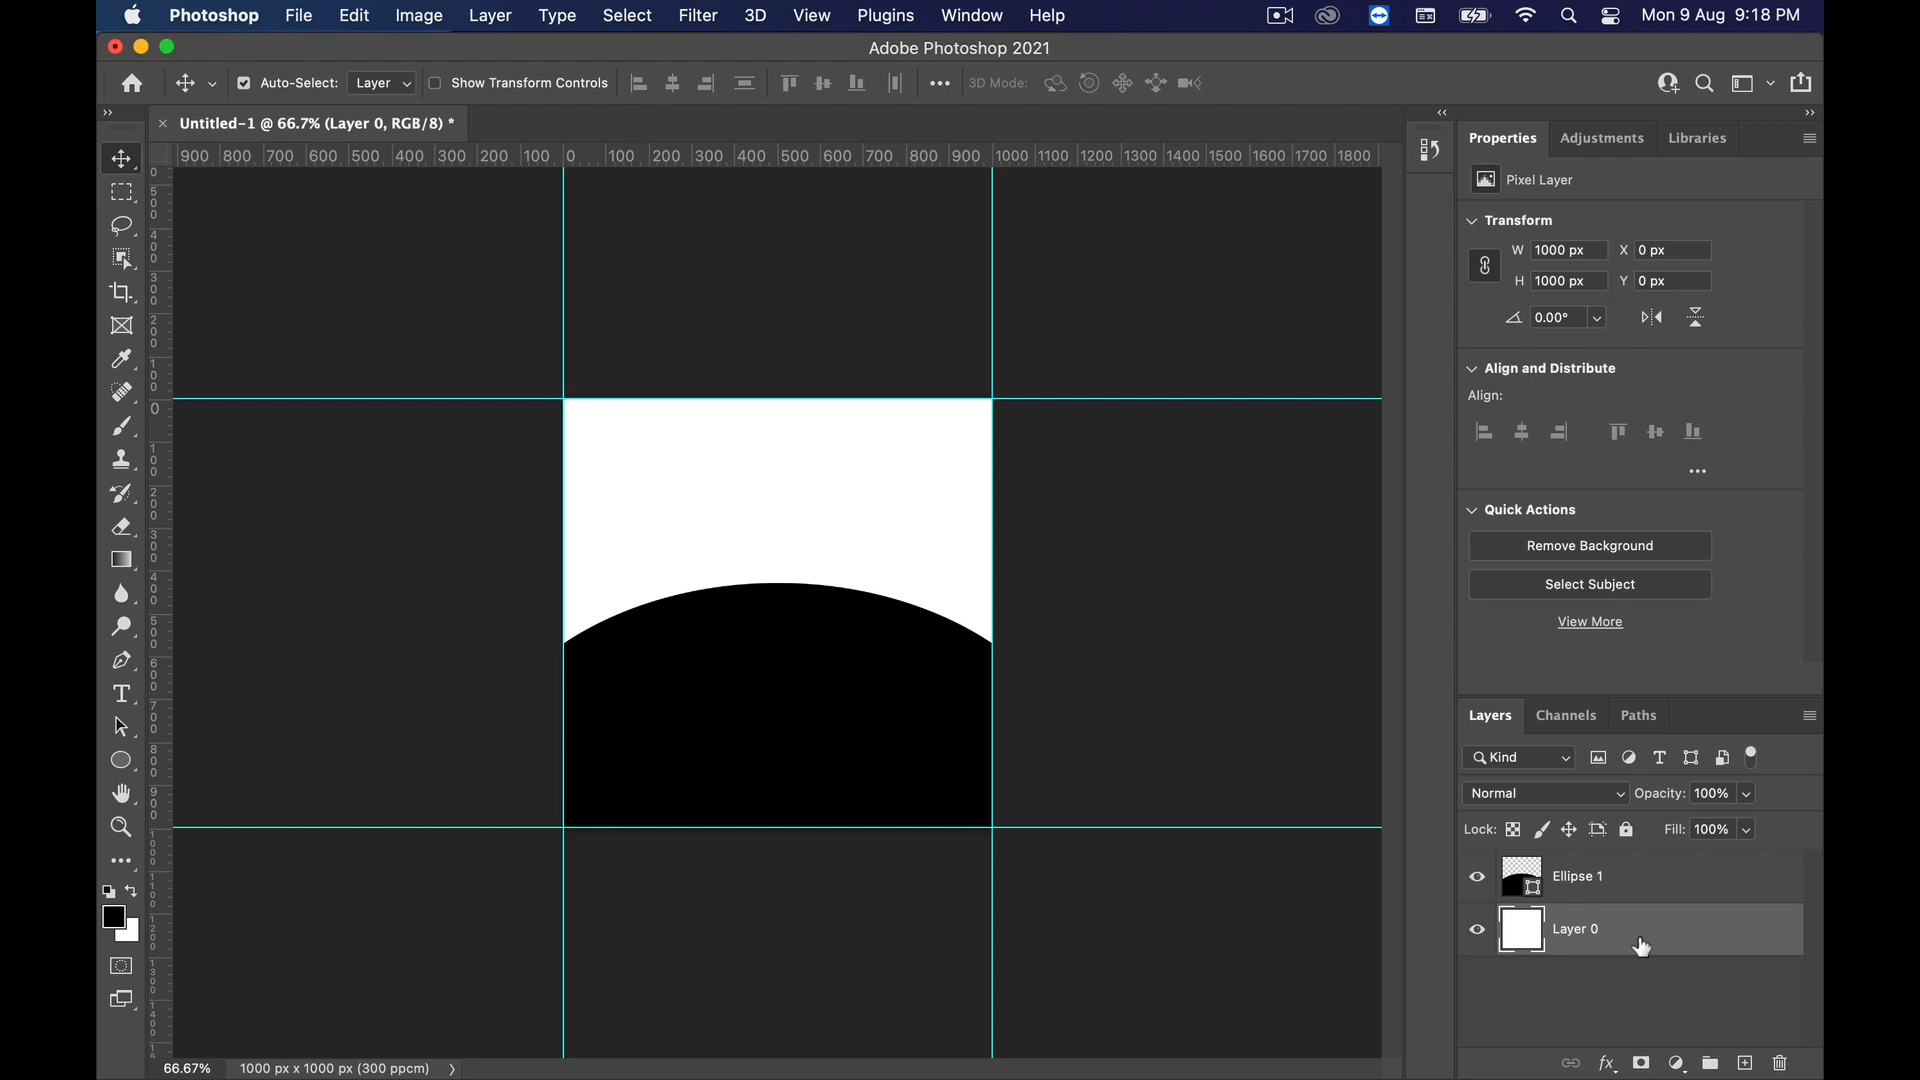 Photoshop File Edit Image Layer Type Select Filter 3D View Plugins Window Help Mon 9 Aug 9:18 PM
Adobe Photoshop 2021
Auto-Select: Layer Show Transform Controls 3D Mode:
Untitled-1 @ 66.7% (Layer 0, RGB/8) *
900 800 700 600 500 400 300 200 100 0 100 200 300 400 500 600 700 800 900 1000 1100 1200 1300 1400 1500 1600 1700 1800
Properties Adjustments Libraries
Pixel Layer
Transform
W 1000 px X 0 px
H 1000 px Y 0 px
0.00°
Align and Distribute
Align:
Quick Actions
Remove Background
Select Subject
View More
Layers Channels Paths
Kind
Normal Opacity: 100%
Lock: Fill: 100%
Ellipse 1
Layer 0
66.67% 1000 px x 1000 px (300 ppcm)